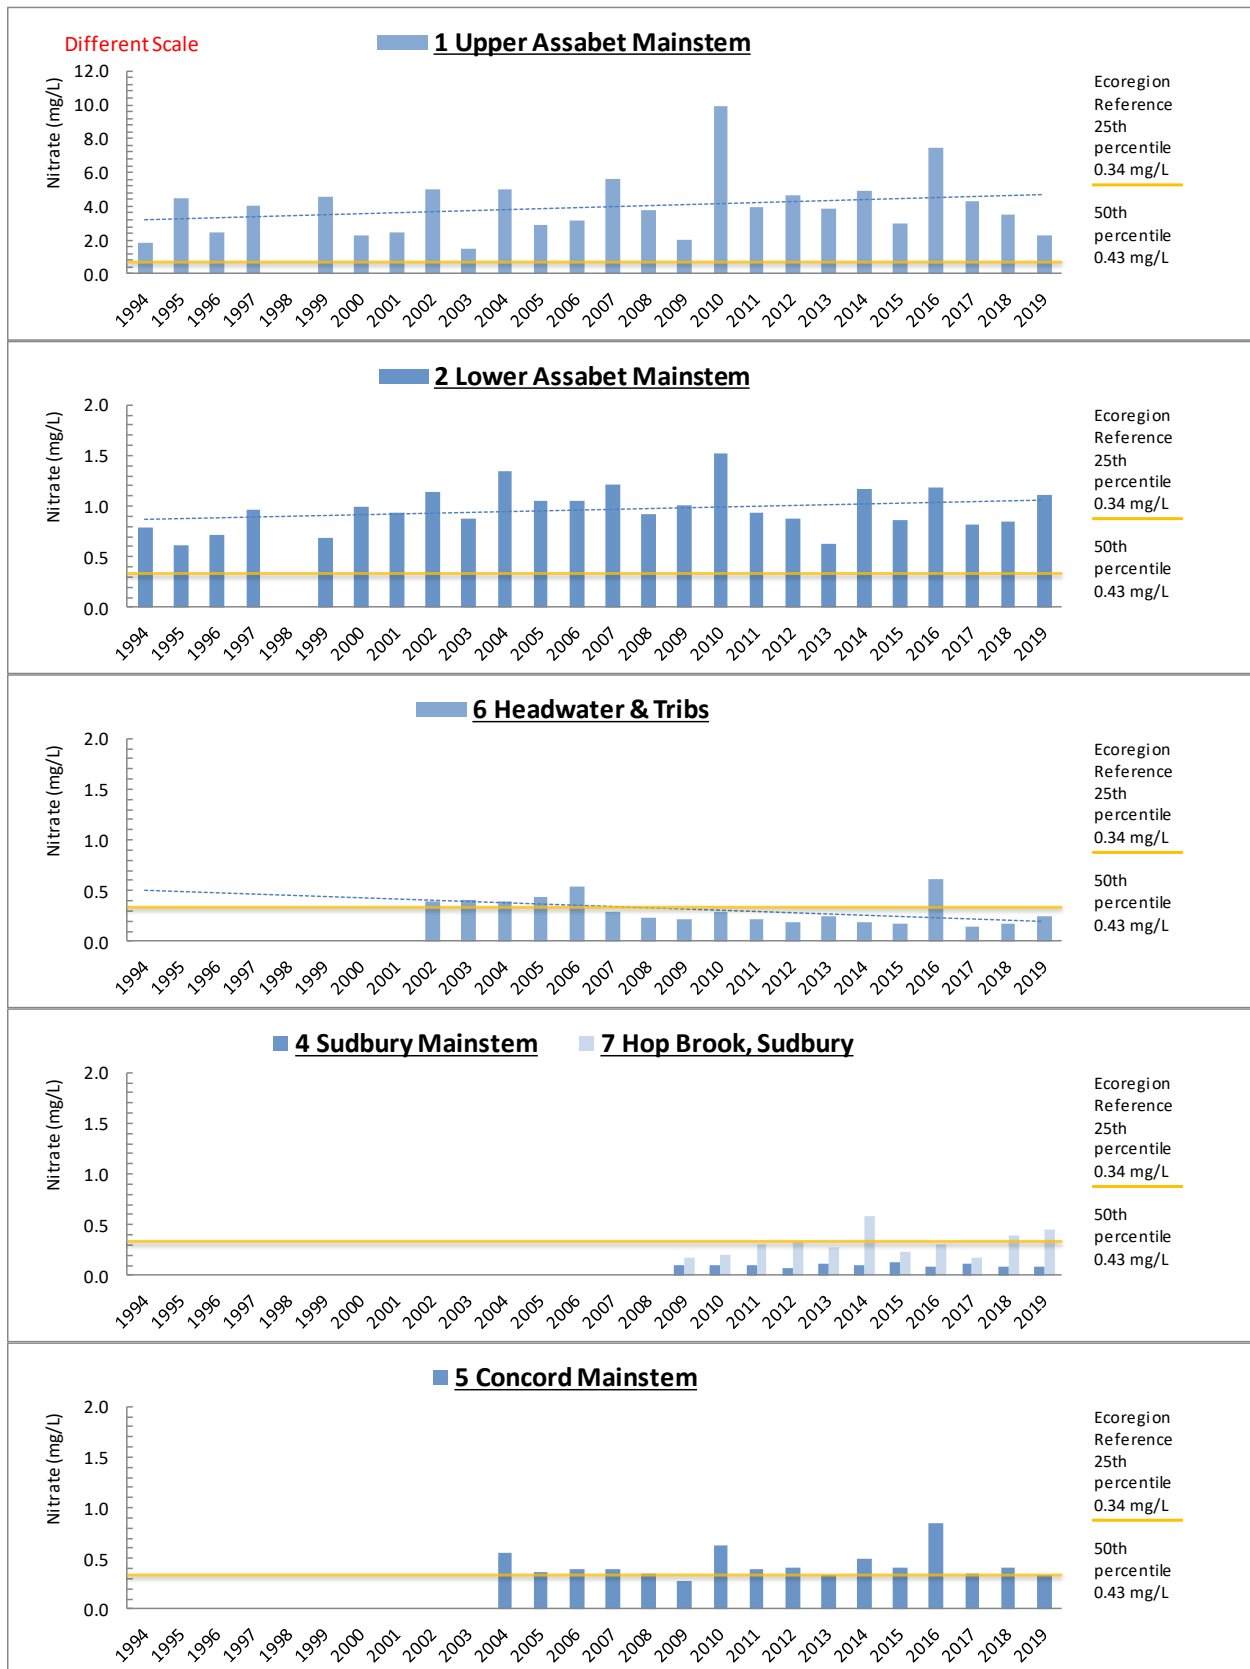 Different Scale
1 Upper Assabet Mainstem
Nitrate (mg/L)
12.0
10.0
8.0
6.0
4.0
2.0
0.0
1994 1995 1996 1997 1998 1999 2000 2001 2002 2003 2004 2005 2006 2007 2008 2009 2010 2011 2012 2013 2014 2015 2016 2017 2018 2019
Ecoregion
Reference
25th
percentile
0.34 mg/L
50th
percentile
0.43 mg/L
2 Lower Assabet Mainstem
Nitrate (mg/L)
2.0
1.5
1.0
0.5
0.0
1994 1995 1996 1997 1998 1999 2000 2001 2002 2003 2004 2005 2006 2007 2008 2009 2010 2011 2012 2013 2014 2015 2016 2017 2018 2019
Ecoregion
Reference
25th
percentile
0.34 mg/L
50th
percentile
0.43 mg/L
6 Headwater & Tribs
Nitrate (mg/L)
2.0
1.5
1.0
0.5
0.0
1994 1995 1996 1997 1998 1999 2000 2001 2002 2003 2004 2005 2006 2007 2008 2009 2010 2011 2012 2013 2014 2015 2016 2017 2018 2019
Ecoregion
Reference
25th
percentile
0.34 mg/L
50th
percentile
0.43 mg/L
4 Sudbury Mainstem 7 Hop Brook, Sudbury
Nitrate (mg/L)
2.0
1.5
1.0
0.5
0.0
1994 1995 1996 1997 1998 1999 2000 2001 2002 2003 2004 2005 2006 2007 2008 2009 2010 2011 2012 2013 2014 2015 2016 2017 2018 2019
Ecoregion
Reference
25th
percentile
0.34 mg/L
50th
percentile
0.43 mg/L
5 Concord Mainstem
Nitrate (mg/L)
2.0
1.5
1.0
0.5
0.0
1994 1995 1996 1997 1998 1999 2000 2001 2002 2003 2004 2005 2006 2007 2008 2009 2010 2011 2012 2013 2014 2015 2016 2017 2018 2019
Ecoregion
Reference
25th
percentile
0.34 mg/L
50th
percentile
0.43 mg/L